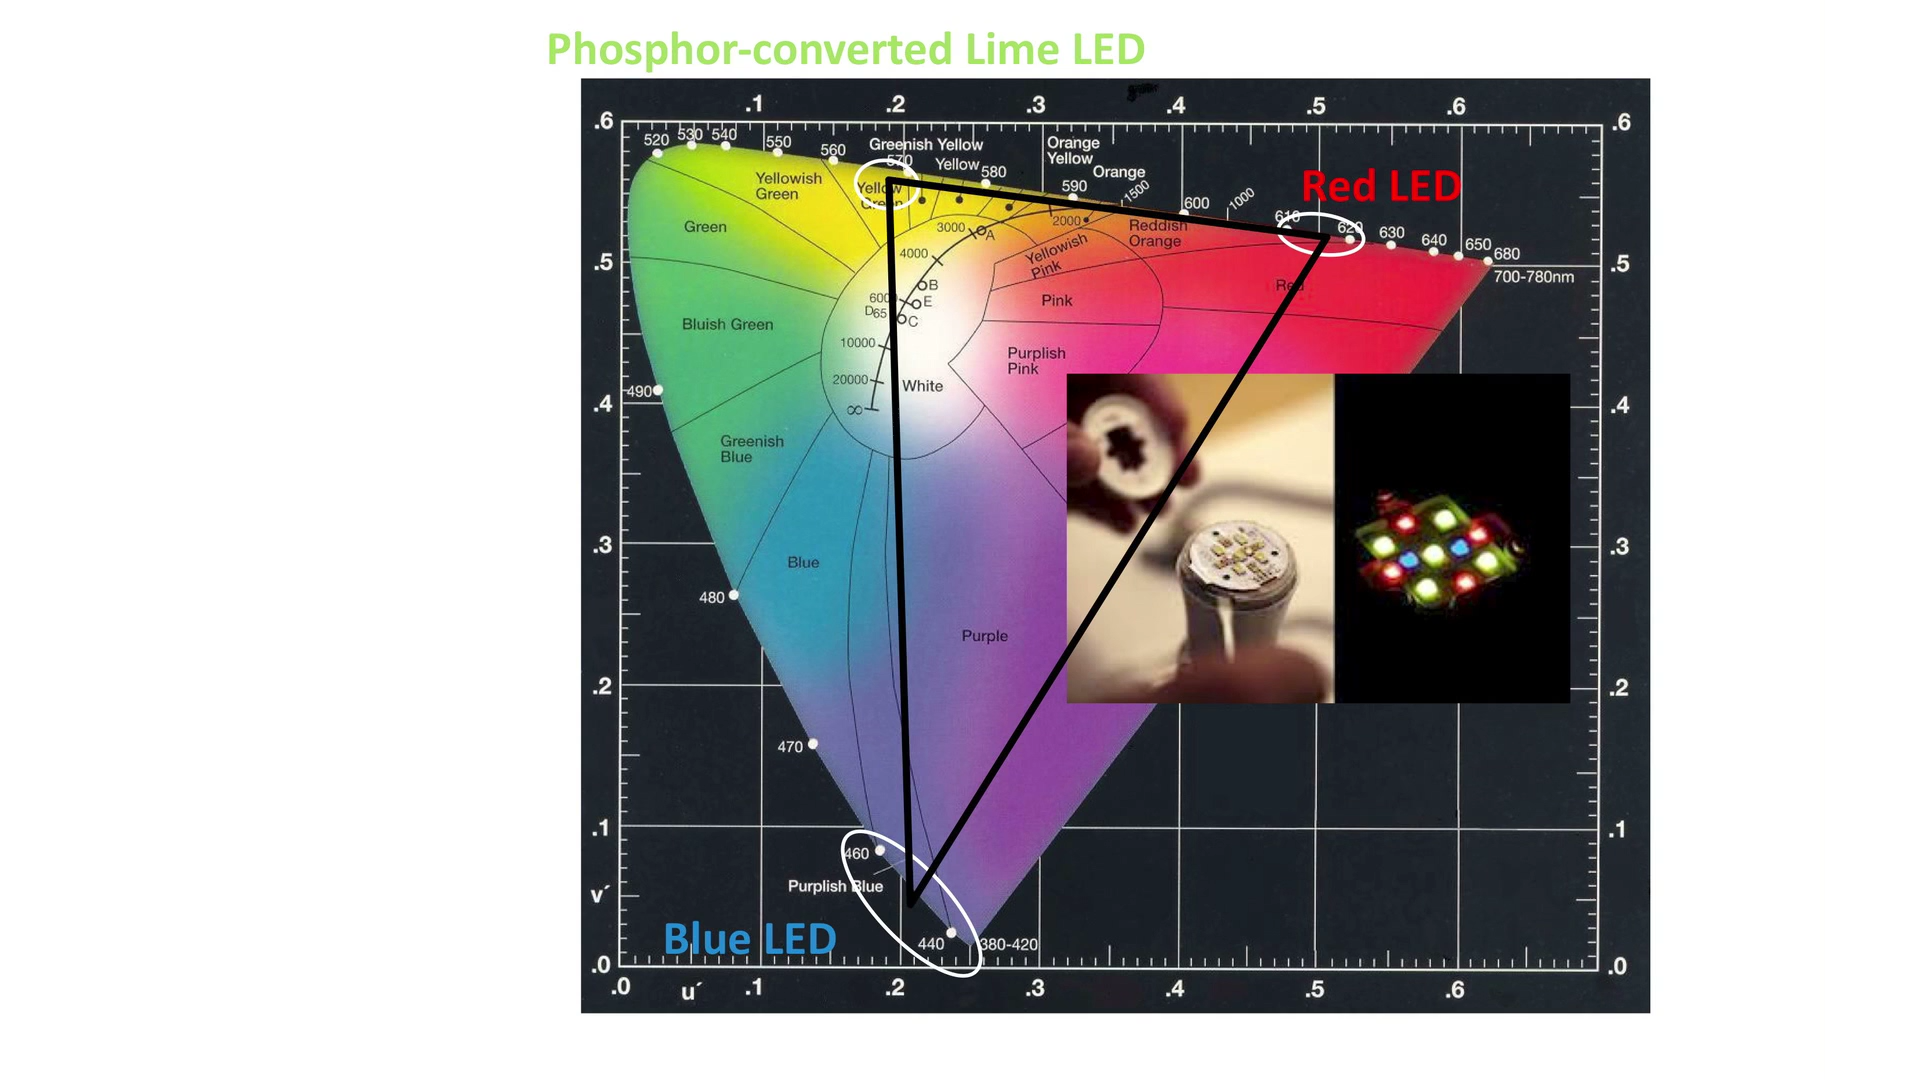 Phosphor-converted Lime LED
.1 .2 .3 .4 .5 .6
.6 .6
520 530 540 550 560 570 580 590 600 610 620 630 640 650 680
700-780nm
Greenish Yellow
Yellow
Orange
Yellow
Orange
1500
1000
Red LED
Yellowish
Green
Yellow
Green
Green
3000 A
2000
Reddish
Orange
4000
Yellowish
Pink
.5 .5
B
6000 E
D65 C
Pink
Red
Bluish Green
10000
Purplish
Pink
20000
White
∞
490
.4 .4
Greenish
Blue
.3 .3
Blue
480
Purple
.2 .2
470
.1 .1
460
Purplish Blue
v´
Blue LED
440 380-420
.0 .0
.0 u´ .1 .2 .3 .4 .5 .6